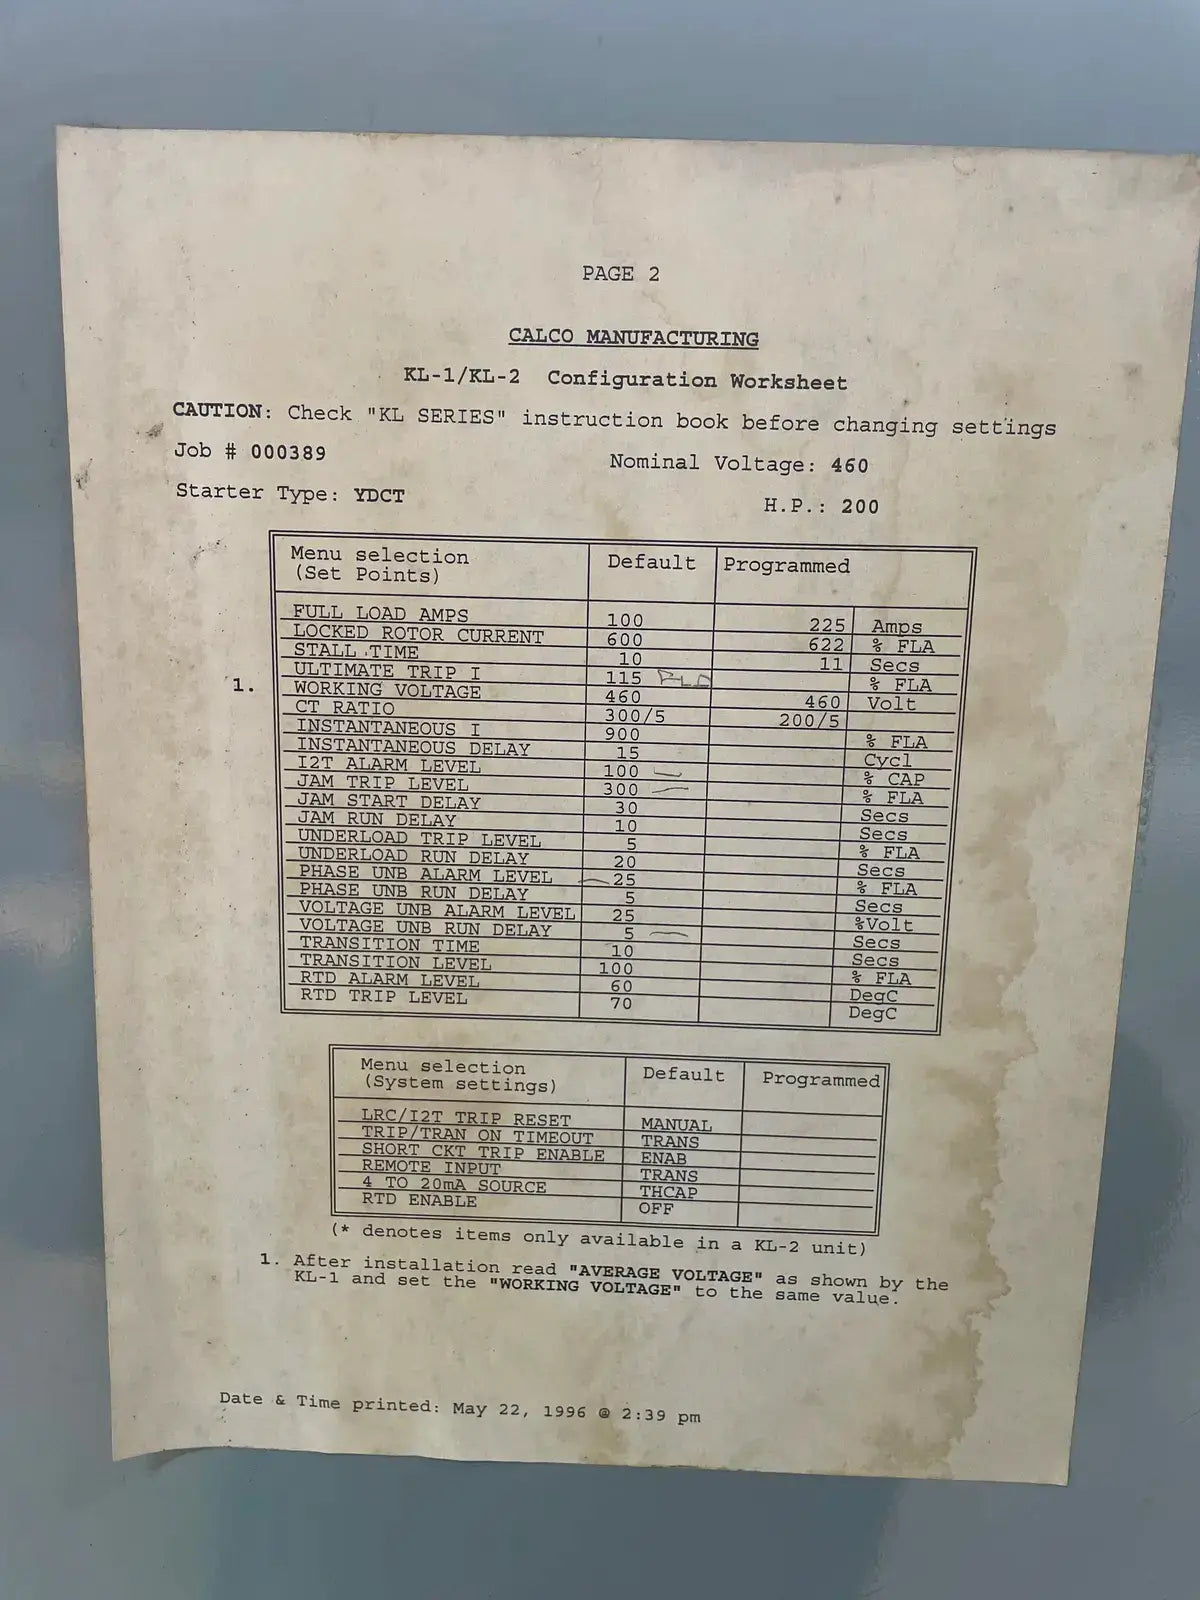 PAGE 2
CALCO MANUFACTURING
KL-1/KL-2 Configuration Worksheet
CAUTION: Check "KL SERIES" instruction book before changing settings
Job # 000389 Nominal Voltage: 460
Starter Type: YDCT H.P.: 200
Menu selection Default Programmed
(Set Points)
FULL LOAD AMPS 100 225 Amps
LOCKED ROTOR CURRENT 600 622 % FLA
STALL TIME 10 11 Secs
ULTIMATE TRIP I 115 % FLA
1. WORKING VOLTAGE 460 460 Volt
CT RATIO 300/5 200/5
INSTANTANEOUS I 900 % FLA
INSTANTANEOUS DELAY 15 Cycl
I2T ALARM LEVEL 100 % CAP
JAM TRIP LEVEL 300 % FLA
JAM START DELAY 30 Secs
JAM RUN DELAY 10 Secs
UNDERLOAD TRIP LEVEL 5 % FLA
UNDERLOAD RUN DELAY 20 Secs
PHASE UNB ALARM LEVEL 25 % FLA
PHASE UNB RUN DELAY 5 Secs
VOLTAGE UNB ALARM LEVEL 25 %Volt
VOLTAGE UNB RUN DELAY 5 Secs
TRANSITION TIME 10 Secs
TRANSITION LEVEL 100 % FLA
RTD ALARM LEVEL 60 DegC
RTD TRIP LEVEL 70 DegC
Menu selection Default Programmed
(System settings)
LRC/I2T TRIP RESET MANUAL
TRIP/TRAN ON TIMEOUT TRANS
SHORT CKT TRIP ENABLE ENAB
REMOTE INPUT TRANS
4 TO 20mA SOURCE THCAP
RTD ENABLE OFF
(* denotes items only available in a KL-2 unit)
1. After installation read "AVERAGE VOLTAGE" as shown by the
KL-1 and set the "WORKING VOLTAGE" to the same value.
Date & Time printed: May 22, 1996 @ 2:39 pm